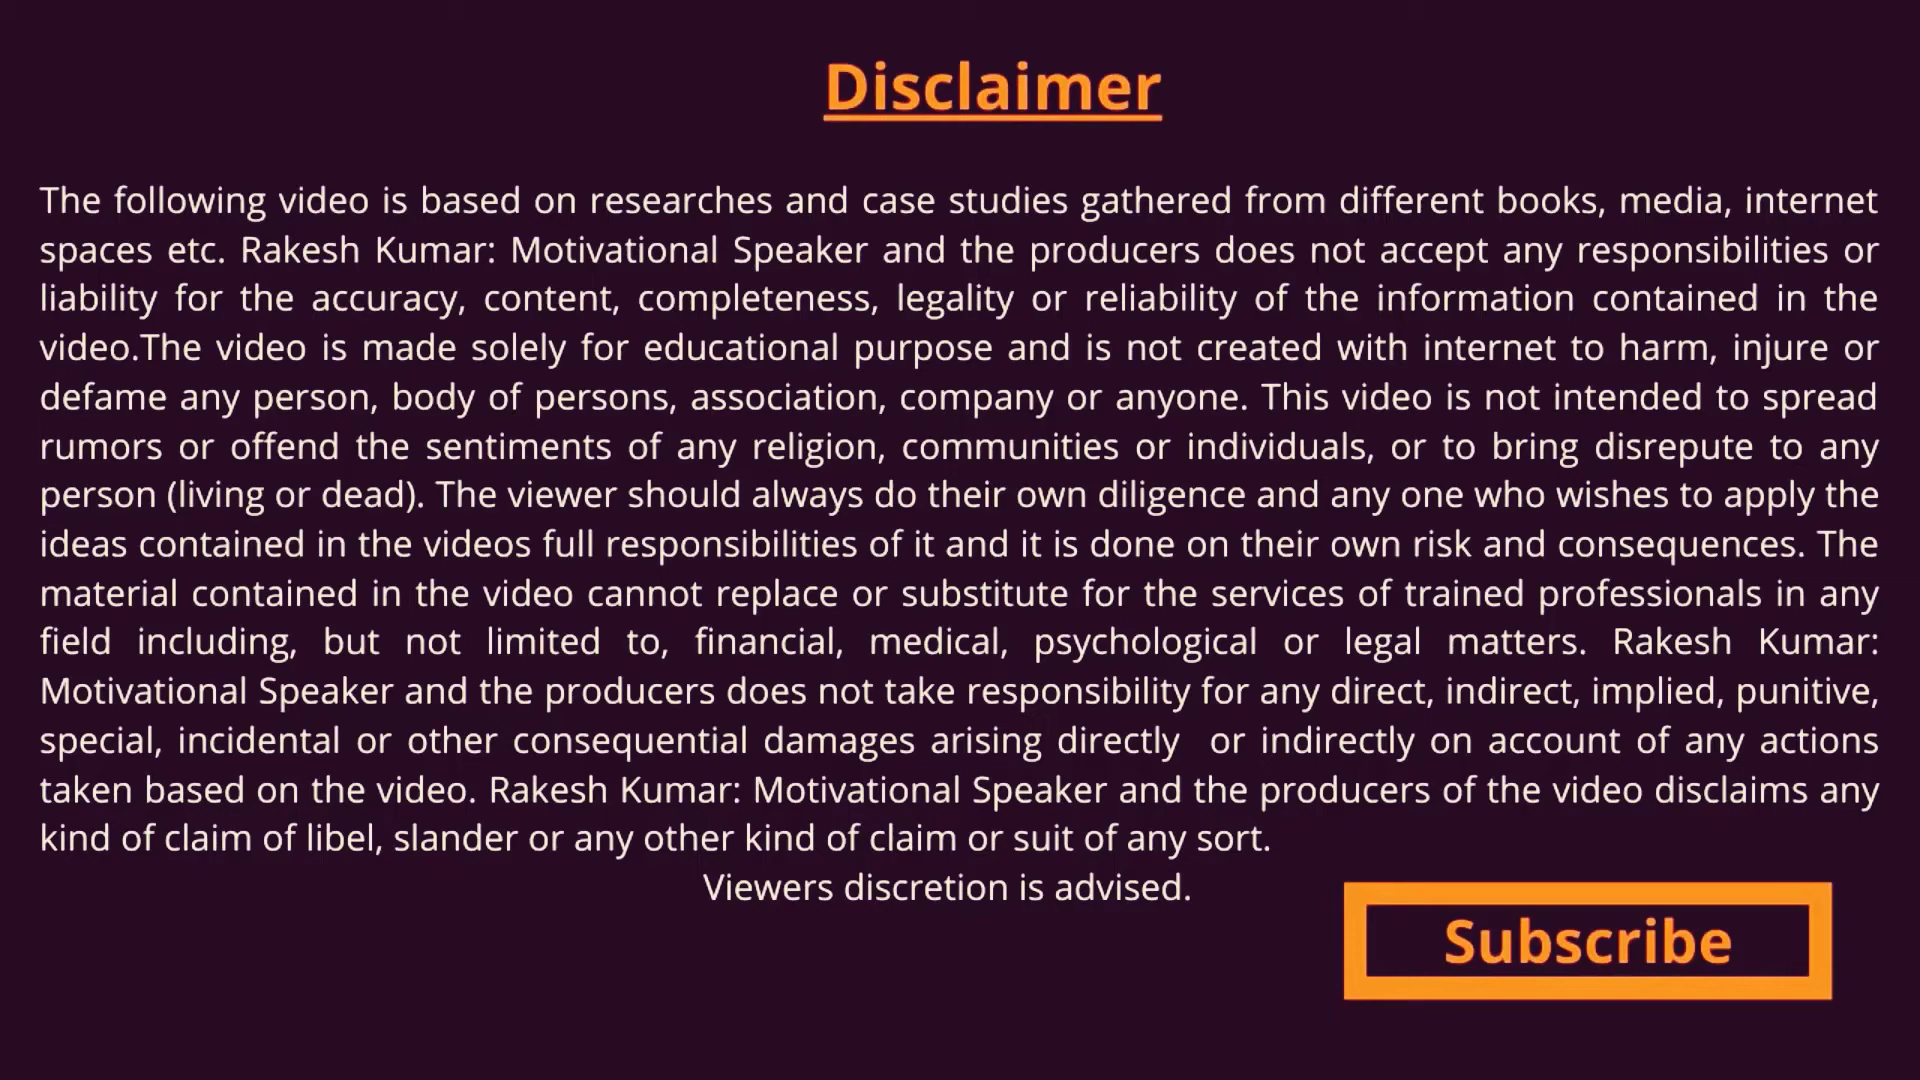 Disclaimer
The following video is based on researches and case studies gathered from different books, media, internet
spaces etc. Rakesh Kumar: Motivational Speaker and the producers does not accept any responsibilities or
liability for the accuracy, content, completeness, legality or reliability of the information contained in the
video.The video is made solely for educational purpose and is not created with internet to harm, injure or
defame any person, body of persons, association, company or anyone. This video is not intended to spread
rumors or offend the sentiments of any religion, communities or individuals, or to bring disrepute to any
person (living or dead). The viewer should always do their own diligence and any one who wishes to apply the
ideas contained in the videos full responsibilities of it and it is done on their own risk and consequences. The
material contained in the video cannot replace or substitute for the services of trained professionals in any
field including, but not limited to, financial, medical, psychological or legal matters. Rakesh Kumar:
Motivational Speaker and the producers does not take responsibility for any direct, indirect, implied, punitive,
special, incidental or other consequential damages arising directly or indirectly on account of any actions
taken based on the video. Rakesh Kumar: Motivational Speaker and the producers of the video disclaims any
kind of claim of libel, slander or any other kind of claim or suit of any sort.
Viewers discretion is advised.
Subscribe